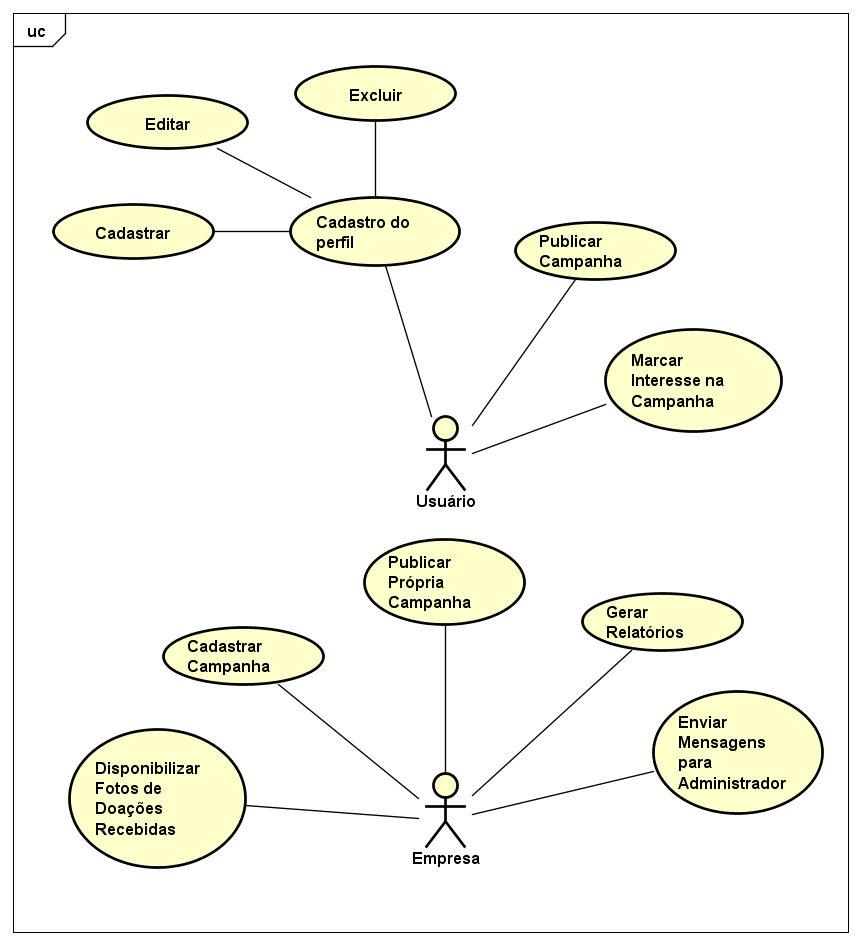 uc
Excluir
Editar
Cadastrar
Cadastro do
perfil
Publicar
Campanha
Marcar
Interesse na
Campanha
Usuário
Publicar
Própria
Campanha
Gerar
Relatórios
Cadastrar
Campanha
Enviar
Mensagens
para
Administrador
Disponibilizar
Fotos de
Doações
Recebidas
Empresa